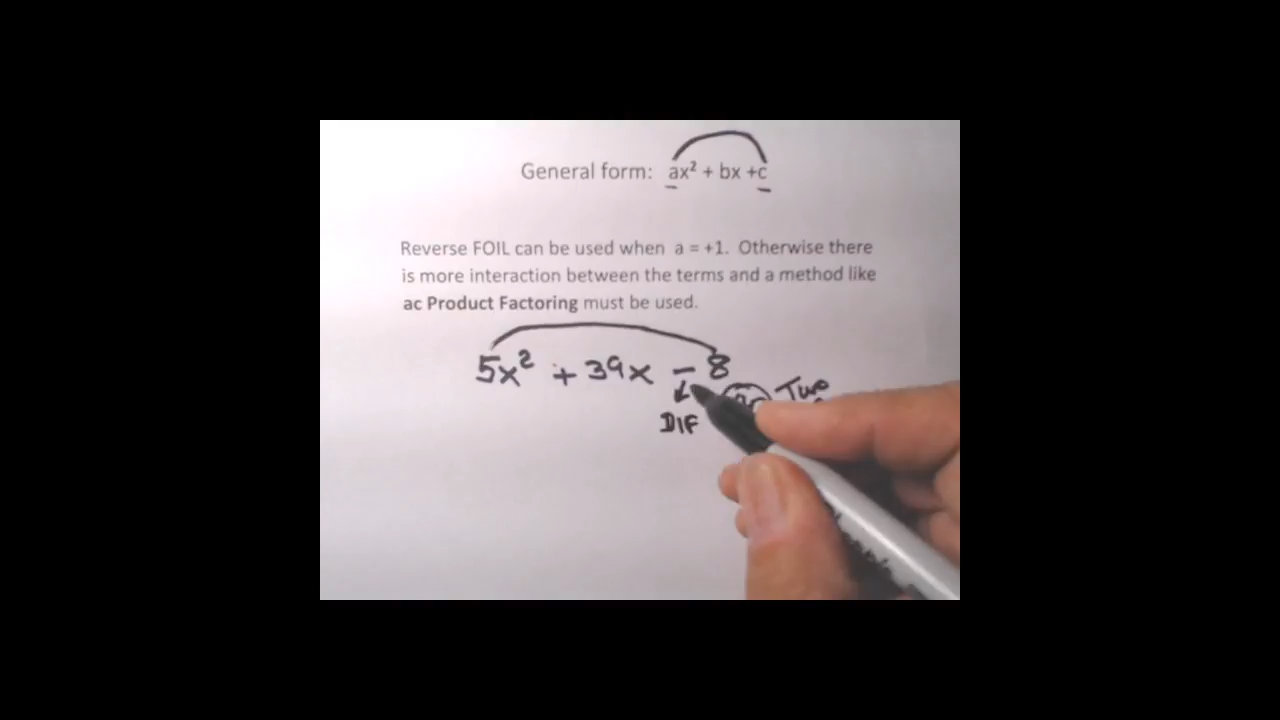 General form: ax² + bx +c
Reverse FOIL can be used when a = +1. Otherwise there
is more interaction between the terms and a method like
ac Product Factoring must be used.
5x² + 39x - 8
DIF
Two